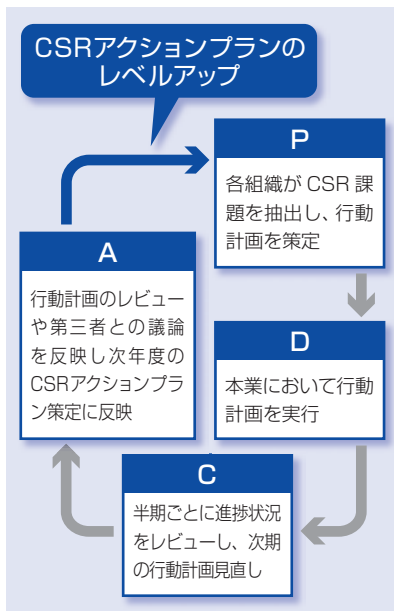 CSRアクションプランの
レベルアップ
P
各組織が CSR 課
題を抽出し、行動
計画を策定
A
行動計画のレビュー
や第三者との議論
を反映し次年度の
CSRアクションプラ
ン策定に反映
D
本業において行動
計画を実行
C
半期ごとに進捗状況
をレビューし、次期
の行動計画見直し